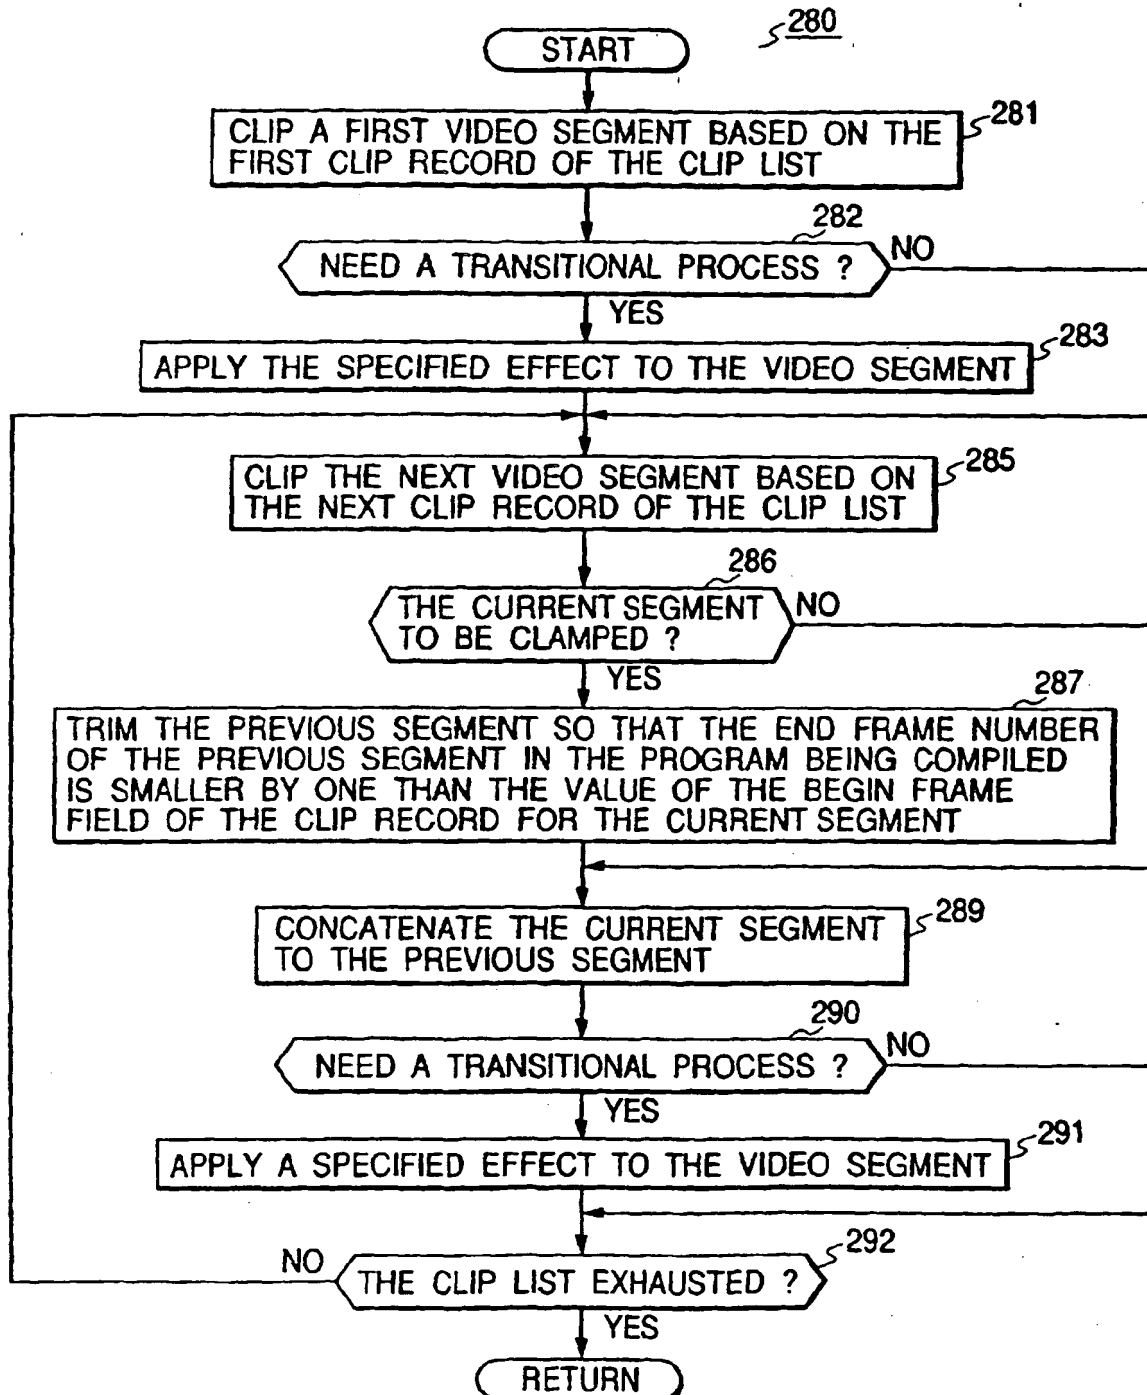 280
START
281
CLIP A FIRST VIDEO SEGMENT BASED ON THE
FIRST CLIP RECORD OF THE CLIP LIST
282
NEED A TRANSITIONAL PROCESS ?
NO
YES
283
APPLY THE SPECIFIED EFFECT TO THE VIDEO SEGMENT
285
CLIP THE NEXT VIDEO SEGMENT BASED ON
THE NEXT CLIP RECORD OF THE CLIP LIST
286
THE CURRENT SEGMENT
TO BE CLAMPED ?
NO
YES
287
TRIM THE PREVIOUS SEGMENT SO THAT THE END FRAME NUMBER
OF THE PREVIOUS SEGMENT IN THE PROGRAM BEING COMPILED
IS SMALLER BY ONE THAN THE VALUE OF THE BEGIN FRAME
FIELD OF THE CLIP RECORD FOR THE CURRENT SEGMENT
289
CONCATENATE THE CURRENT SEGMENT
TO THE PREVIOUS SEGMENT
290
NEED A TRANSITIONAL PROCESS ?
NO
YES
291
APPLY A SPECIFIED EFFECT TO THE VIDEO SEGMENT
292
NO
THE CLIP LIST EXHAUSTED ?
YES
RETURN